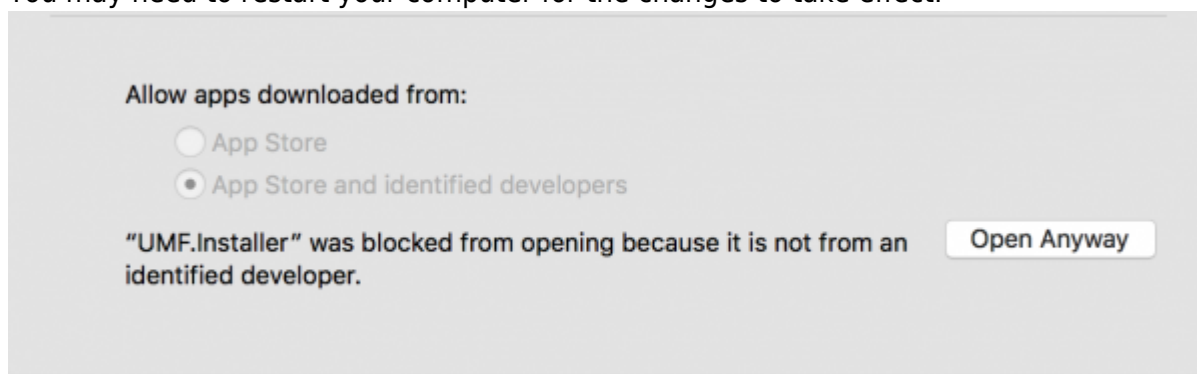 You may need to restart your computer for the changes to take effect.
Allow apps downloaded from:
App Store
App Store and identified developers
“UMF.Installer” was blocked from opening because it is not from an
identified developer.
Open Anyway